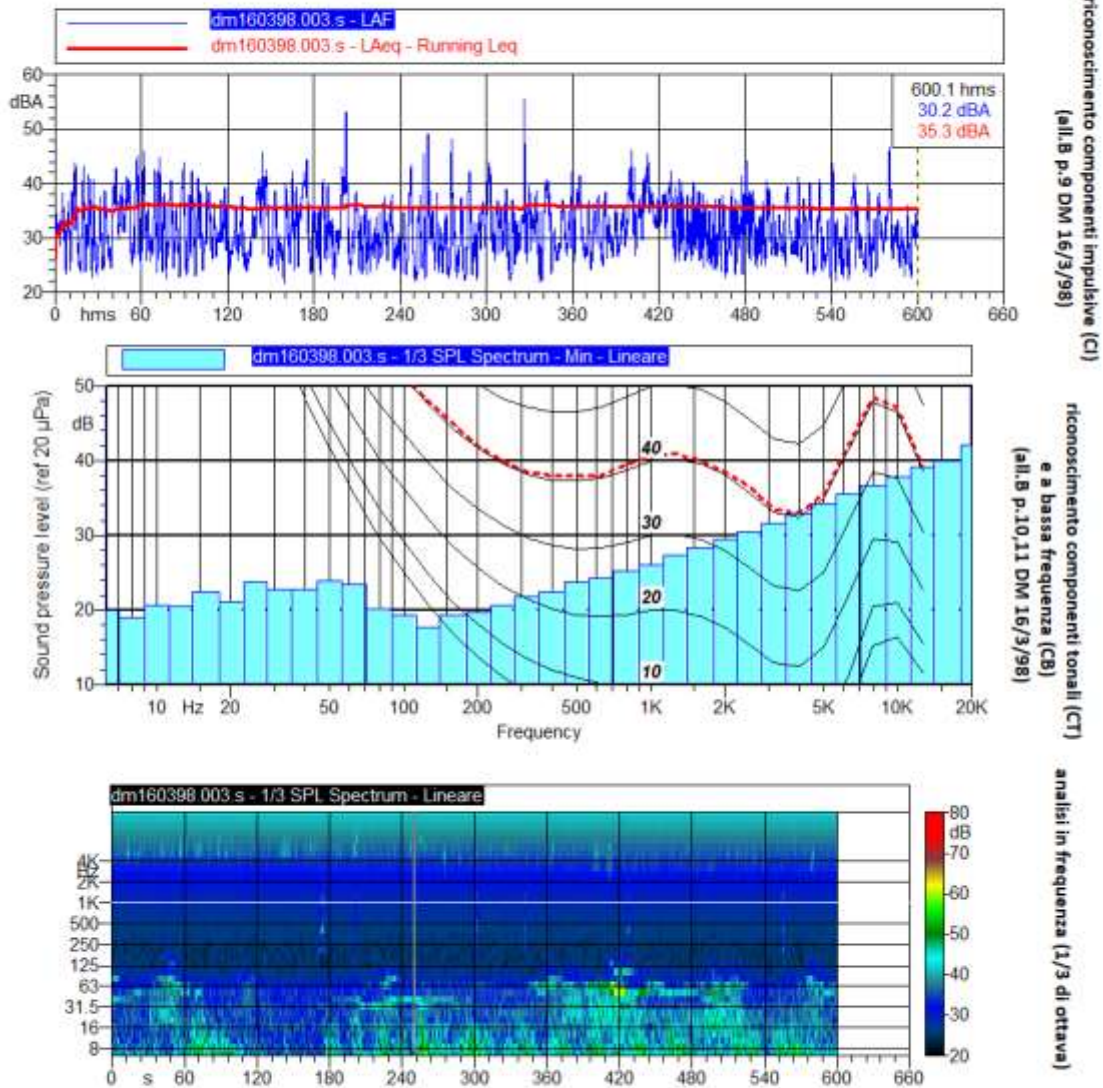 dm160398.003.s - LAF
dm160398.003.s - LAeq - Running Leq
riconoscimento componenti impulsive (CI)
(all.B p.9 DM 16/3/98)
60
dBA
50
40
30
20
600.1 hms
30.2 dBA
35.3 dBA
0 hms 60 120 180 240 300 360 420 480 540 600 660
dm160398.003.s - 1/3 SPL Spectrum - Min - Lineare
riconoscimento componenti tonali (CT)
e a bassa frequenza (CB)
(all.B p.10,11 DM 16/3/98)
Sound pressure level (ref 20 µPa)
50
dB
40
30
20
10
40
30
20
10
10 Hz 20 50 100 200 500 1K 2K 5K 10K 20K
Frequency
dm160398.003.s - 1/3 SPL Spectrum - Lineare
analisi in frequenza (1/3 di ottava)
4K
Hz
2K
1K
500
250
125
63
31.5
16
8
0 s 60 120 180 240 300 360 420 480 540 600 660
80
dB
70
60
50
40
30
20